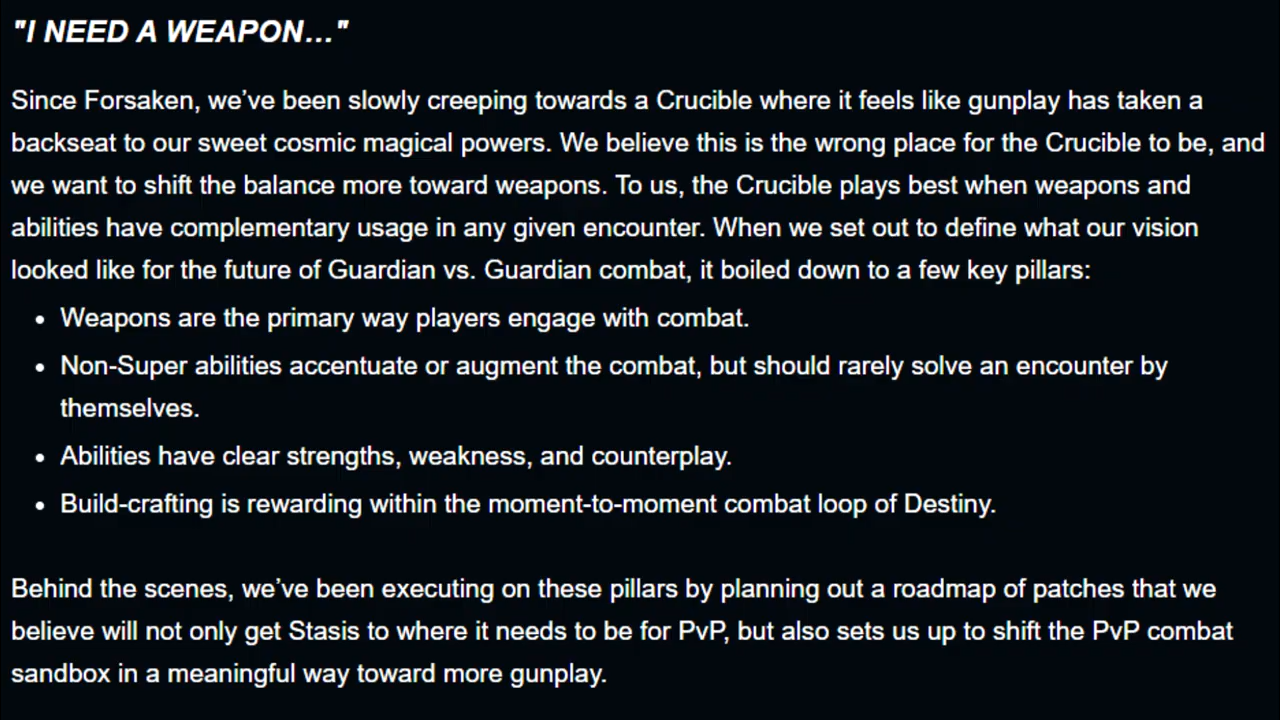 "I NEED A WEAPON…"
Since Forsaken, we’ve been slowly creeping towards a Crucible where it feels like gunplay has taken a
backseat to our sweet cosmic magical powers. We believe this is the wrong place for the Crucible to be, and
we want to shift the balance more toward weapons. To us, the Crucible plays best when weapons and
abilities have complementary usage in any given encounter. When we set out to define what our vision
looked like for the future of Guardian vs. Guardian combat, it boiled down to a few key pillars:
• Weapons are the primary way players engage with combat.
• Non-Super abilities accentuate or augment the combat, but should rarely solve an encounter by
themselves.
• Abilities have clear strengths, weakness, and counterplay.
• Build-crafting is rewarding within the moment-to-moment combat loop of Destiny.
Behind the scenes, we’ve been executing on these pillars by planning out a roadmap of patches that we
believe will not only get Stasis to where it needs to be for PvP, but also sets us up to shift the PvP combat
sandbox in a meaningful way toward more gunplay.